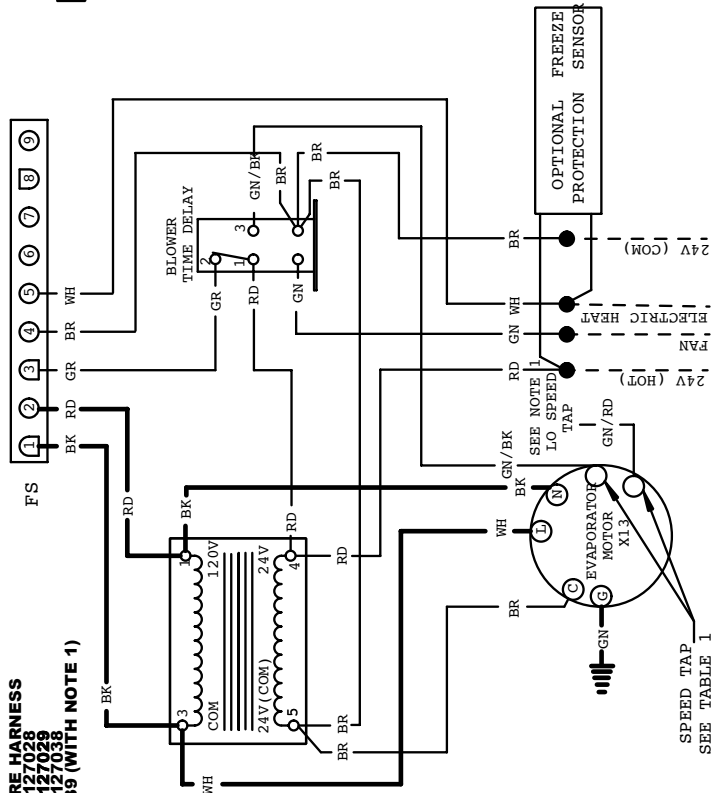 FS
1
2
3
4
5
6
7
8
9
BK
RD
GR
BR
WH
RD
BK
RE HARNESS
127028
127029
127038
39 (WITH NOTE 1)
BK
BLOWER
TIME DELAY
2
1
3
GR
RD
GN
GN/BK
BR
BR
BR
1
120V
3
COM
24V
4
24V(COM)
5
RD
RD
BR
BR
WH
BK
WH
GN/BK
BR
BR
WH
GN
RD
OPTIONAL FREEZE
PROTECTION SENSOR
24V (COM)
ELECTRIC HEAT
FAN
24V (HOT)
SEE NOTE 1
LO SPEED
TAP
GN/RD
N
L
C
G
EVAPORATOR
MOTOR
X13
GN
SPEED TAP
SEE TABLE 1